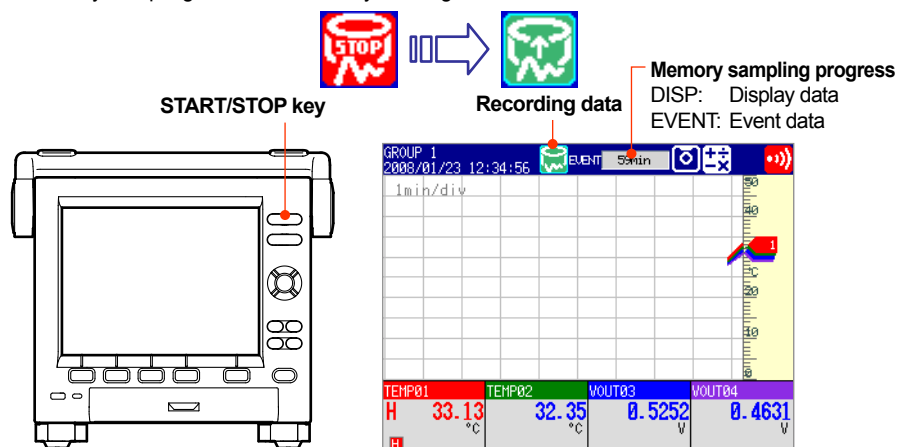 STOP
START/STOP key
Recording data
Memory sampling progress
DISP: Display data
EVENT: Event data
GROUP 1
2008/01/23 12:34:56
EVENT 59min
1min/div
50
40
1
°C
20
10
0
TEMP01 TEMP02 VOUT03 VOUT04
H 33.13 32.35 0.5252 0.4631
°C °C V V
H